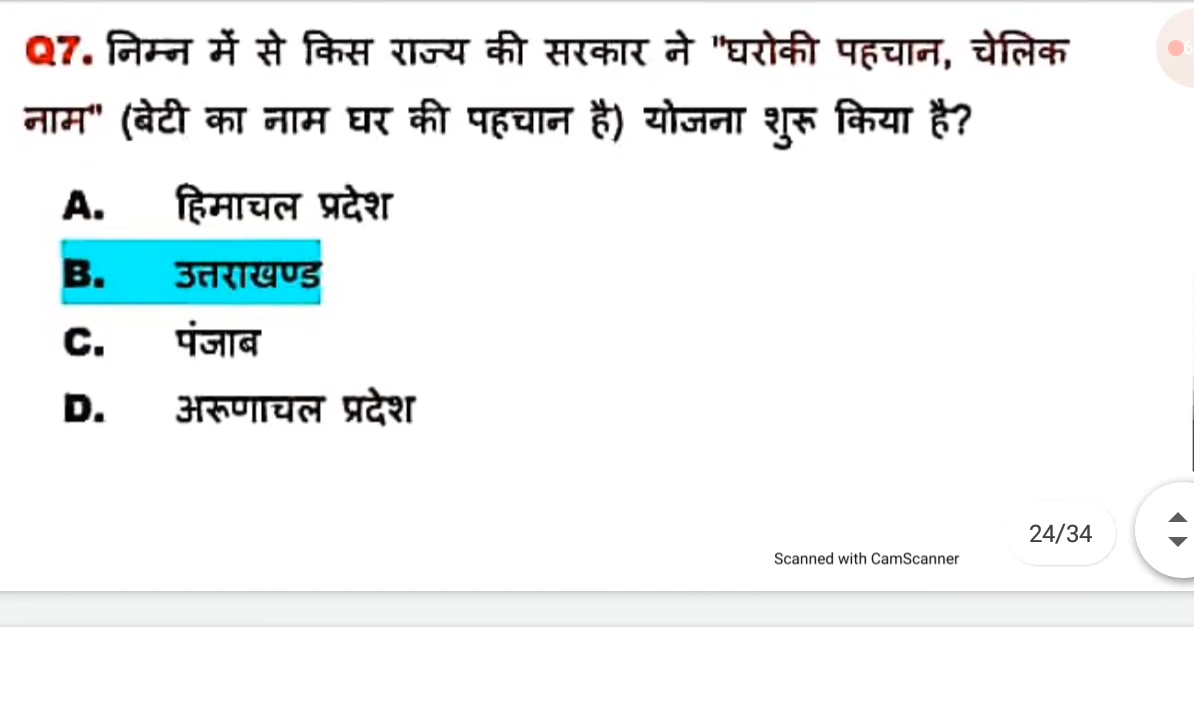 Q7. निम्न में से किस राज्य की सरकार ने "घरोकी पहचान, चेलिक
नाम" (बेटी का नाम घर की पहचान है) योजना शुरू किया है?
A. हिमाचल प्रदेश
B. उत्तराखण्ड
C. पंजाब
D. अरूणाचल प्रदेश
24/34
Scanned with CamScanner